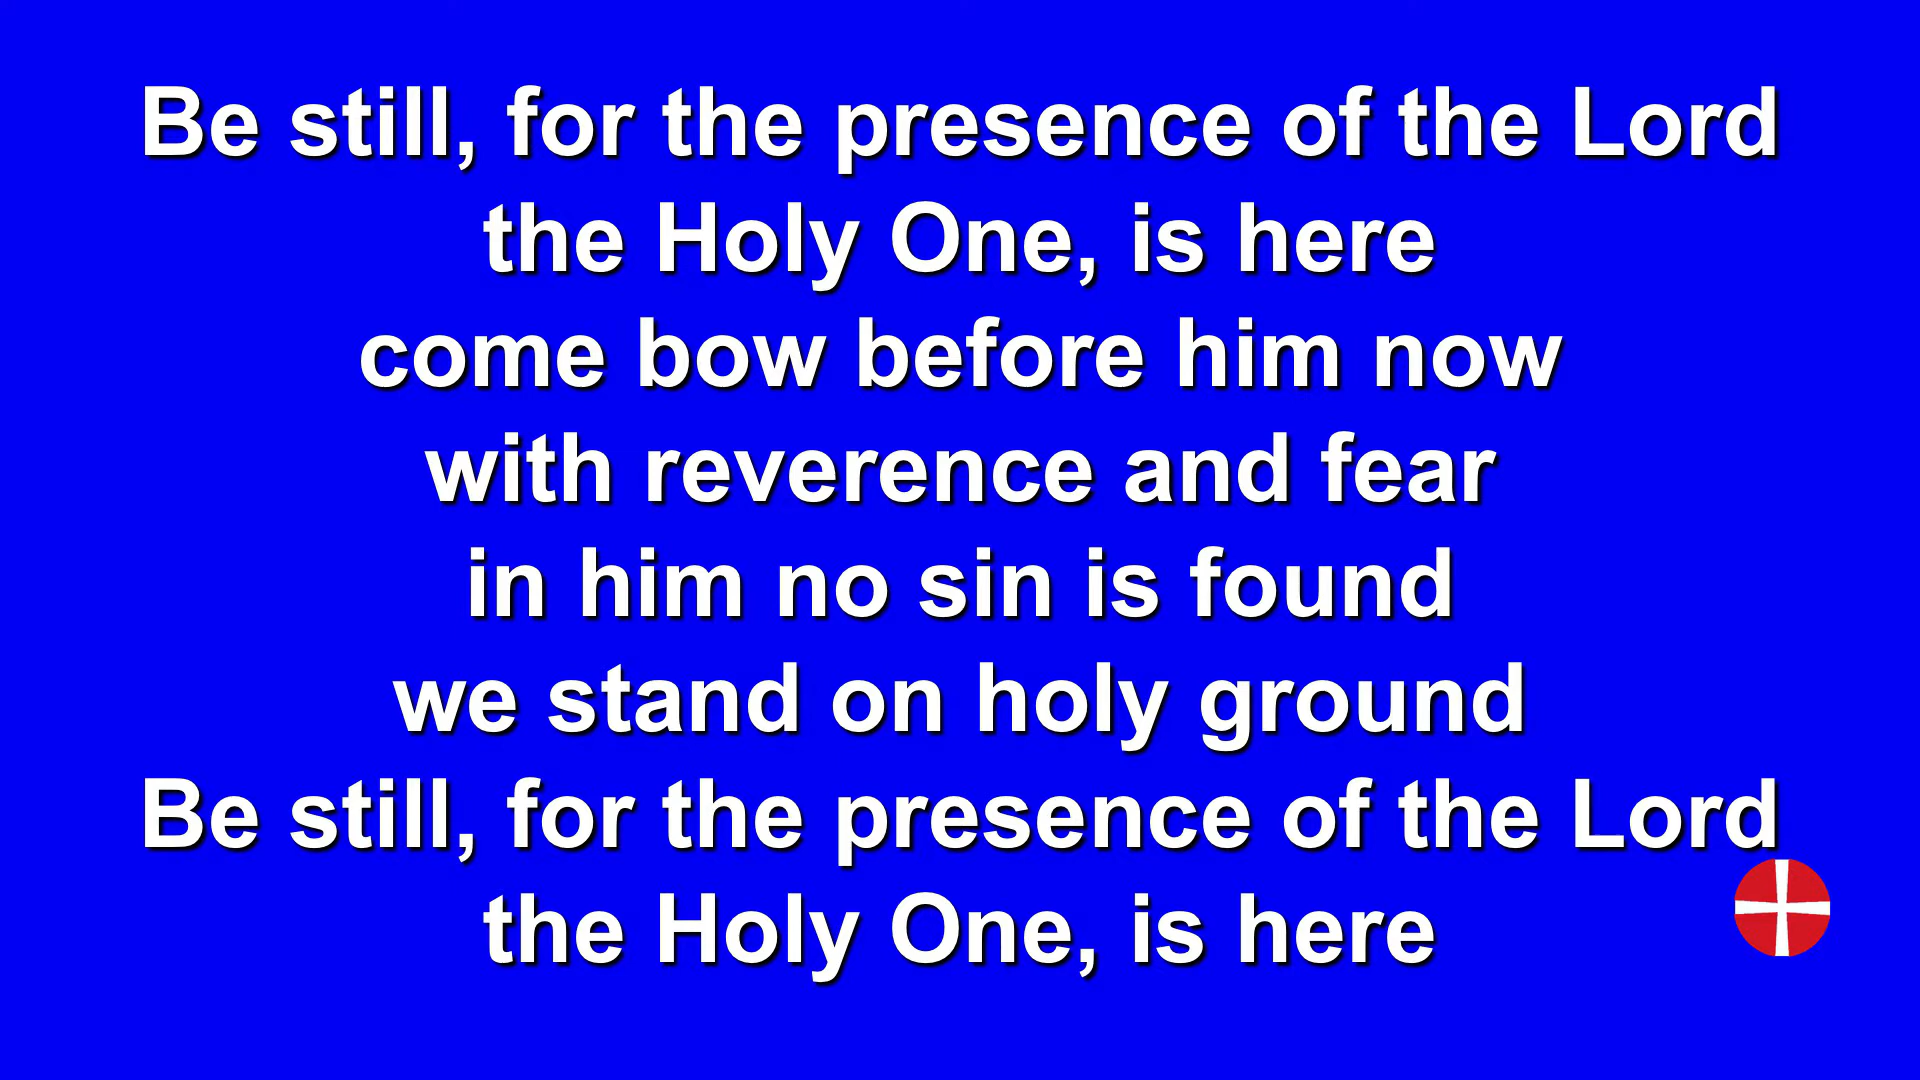 Be still, for the presence of the Lord
the Holy One, is here
come bow before him now
with reverence and fear
in him no sin is found
we stand on holy ground
Be still, for the presence of the Lord
the Holy One, is here